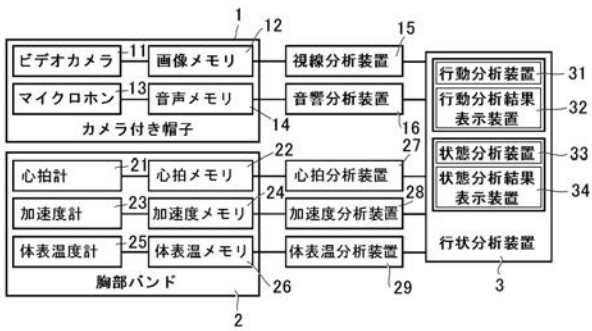 1 12 15
ビデオカメラ 11 画像メモリ 視線分析装置
マイクロホン 13 音声メモリ 音響分析装置
カメラ付き帽子 14 16
行動分析装置 31
行動分析結果 32
表示装置
22 27
心拍計 21 心拍メモリ 心拍分析装置
24 28
加速度計 23 加速度メモリ 加速度分析装置
体表温度計 25 体表温メモリ 体表温分析装置
胸部バンド 26 29
2
状態分析装置 33
状態分析結果 34
表示装置
行状分析装置
3